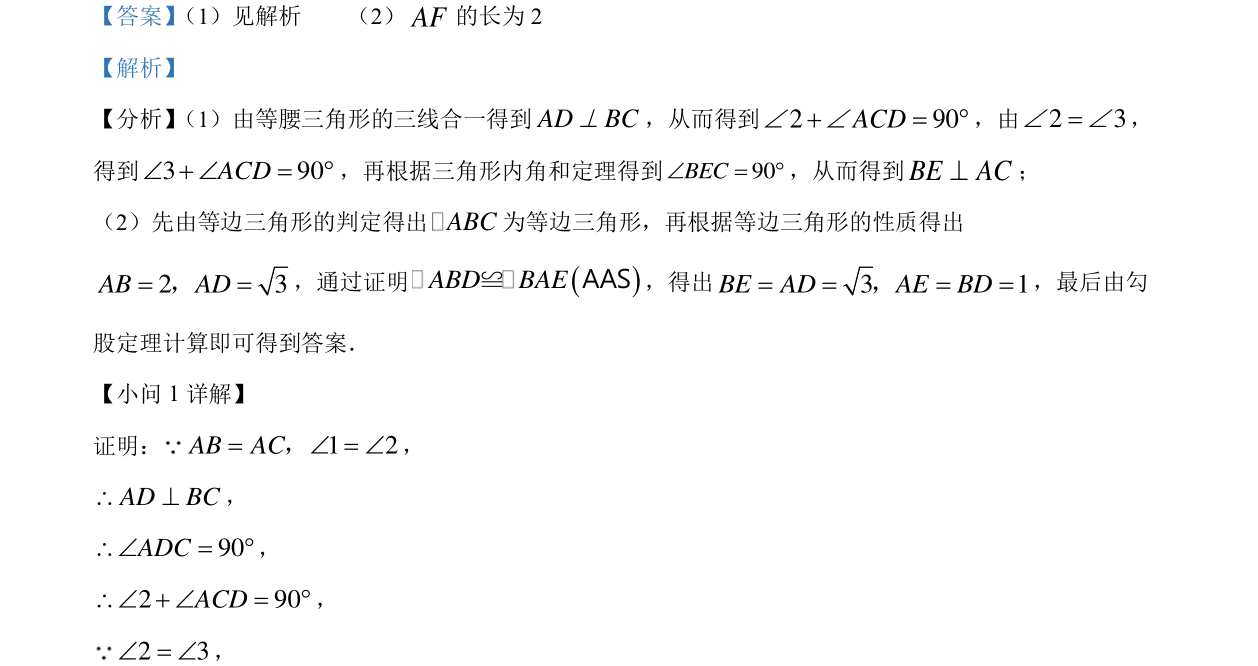 【答案】（1）见解析　　（2） AF 的长为 2
【解析】
【分析】（1）由等腰三角形的三线合一得到 AD ⊥ BC ，从而得到∠2+∠ACD = 90° ，由∠2 = ∠3，
得到∠3+∠ACD = 90° ，再根据三角形内角和定理得到∠BEC = 90° ，从而得到 BE ⊥ AC ；
（2）先由等边三角形的判定得出□ABC 为等边三角形，再根据等边三角形的性质得出
AB = 2，AD = √3 ，通过证明□ABD≌□BAE(AAS)，得出 BE = AD = √3，AE = BD = 1，最后由勾
股定理计算即可得到答案．
【小问 1 详解】
证明：∵ AB = AC，∠1 = ∠2，
∴ AD ⊥ BC ，
∴∠ADC = 90° ，
∴∠2+∠ACD = 90° ，
∵∠2 = ∠3，